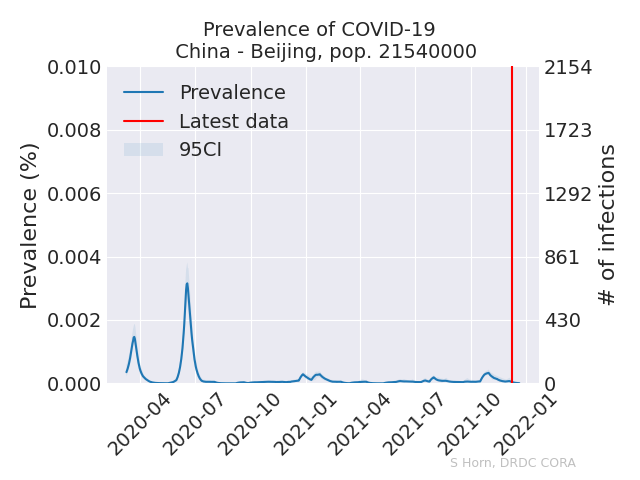 Prevalence of COVID-19
China - Beijing, pop. 21540000
Prevalence
Latest data
95CI
Prevalence (%)
0.010
0.008
0.006
0.004
0.002
0.000
# of infections
2154
1723
1292
861
430
0
2020-04
2020-07
2020-10
2021-01
2021-04
2021-07
2021-10
2022-01
S Horn, DRDC CORA